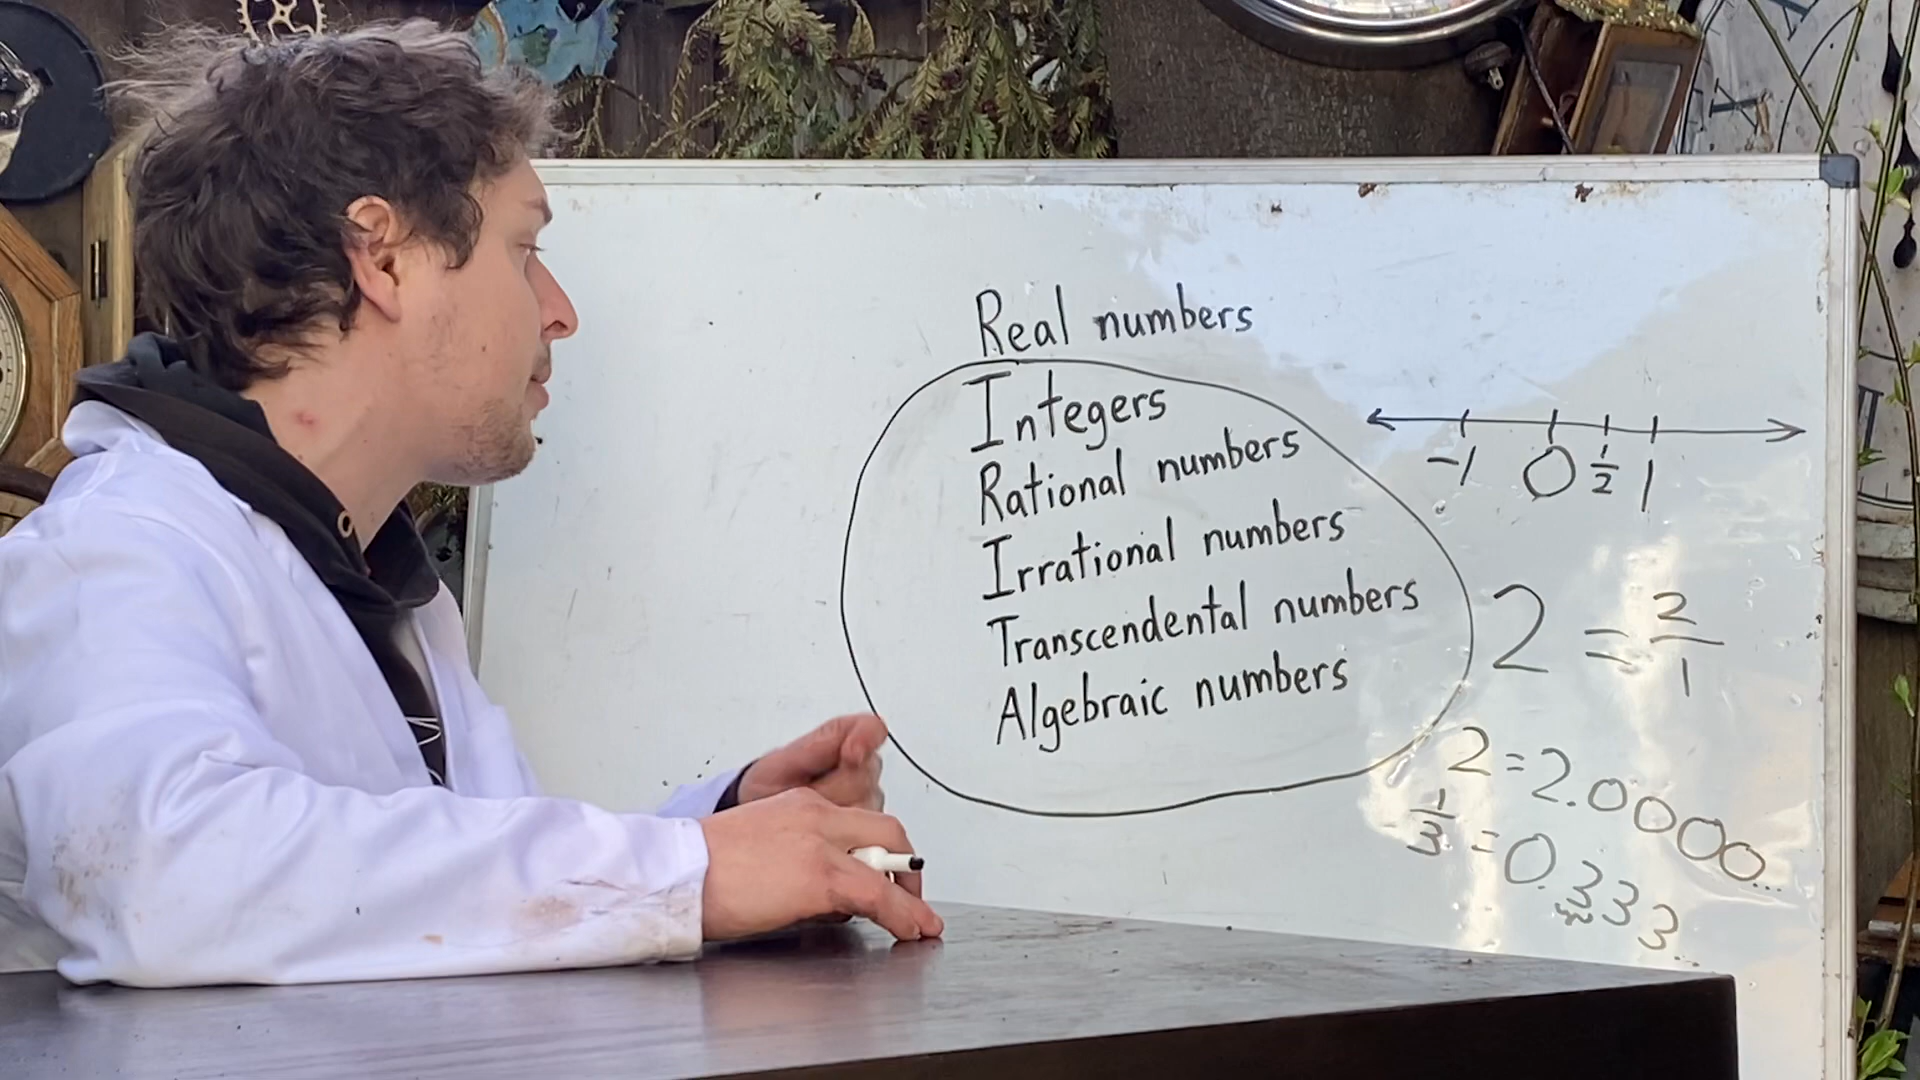 Real numbers
Integers
Rational numbers
Irrational numbers
Transcendental numbers
Algebraic numbers
-1 0 1/2 1
2 = 2/1
2 = 2.0000...
1/3 = 0.333